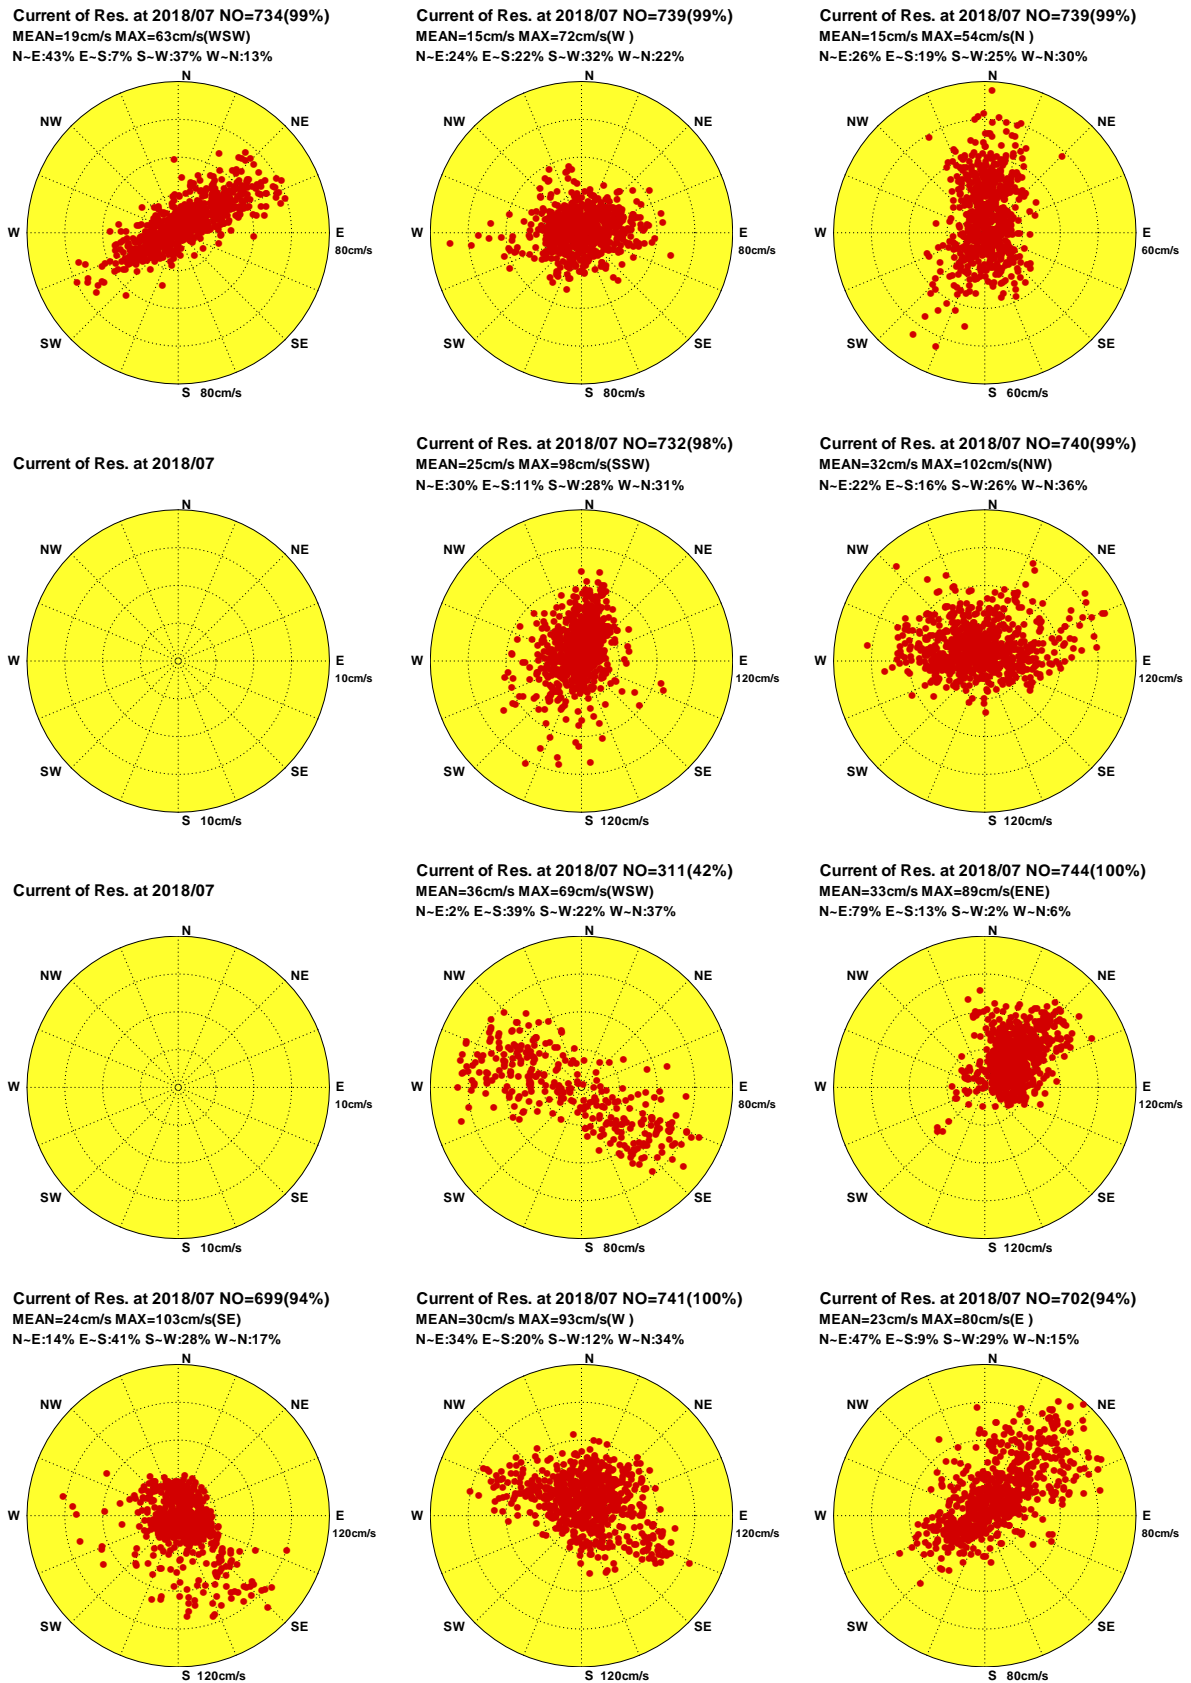 Current of Res. at 2018/07 NO=734(99%)
MEAN=19cm/s MAX=63cm/s(WSW)
N~E:43% E~S:7% S~W:37% W~N:13%
N
NW
NE
W
E
80cm/s
SW
SE
S 80cm/s
Current of Res. at 2018/07 NO=739(99%)
MEAN=15cm/s MAX=72cm/s(W )
N~E:24% E~S:22% S~W:32% W~N:22%
N
NW
NE
W
E
80cm/s
SW
SE
S 80cm/s
Current of Res. at 2018/07 NO=739(99%)
MEAN=15cm/s MAX=54cm/s(N )
N~E:26% E~S:19% S~W:25% W~N:30%
N
NW
NE
W
E
60cm/s
SW
SE
S 60cm/s
Current of Res. at 2018/07
N
NW
NE
W
E
10cm/s
SW
SE
S 10cm/s
Current of Res. at 2018/07 NO=732(98%)
MEAN=25cm/s MAX=98cm/s(SSW)
N~E:30% E~S:11% S~W:28% W~N:31%
N
NW
NE
W
E
120cm/s
SW
SE
S 120cm/s
Current of Res. at 2018/07 NO=740(99%)
MEAN=32cm/s MAX=102cm/s(NW)
N~E:22% E~S:16% S~W:26% W~N:36%
N
NW
NE
W
E
120cm/s
SW
SE
S 120cm/s
Current of Res. at 2018/07
N
NW
NE
W
E
10cm/s
SW
SE
S 10cm/s
Current of Res. at 2018/07 NO=311(42%)
MEAN=36cm/s MAX=69cm/s(WSW)
N~E:2% E~S:39% S~W:22% W~N:37%
N
NW
NE
W
E
80cm/s
SW
SE
S 80cm/s
Current of Res. at 2018/07 NO=744(100%)
MEAN=33cm/s MAX=89cm/s(ENE)
N~E:79% E~S:13% S~W:2% W~N:6%
N
NW
NE
W
E
120cm/s
SW
SE
S 120cm/s
Current of Res. at 2018/07 NO=699(94%)
MEAN=24cm/s MAX=103cm/s(SE)
N~E:14% E~S:41% S~W:28% W~N:17%
N
NW
NE
W
E
120cm/s
SW
SE
S 120cm/s
Current of Res. at 2018/07 NO=741(100%)
MEAN=30cm/s MAX=93cm/s(W )
N~E:34% E~S:20% S~W:12% W~N:34%
N
NW
NE
W
E
120cm/s
SW
SE
S 120cm/s
Current of Res. at 2018/07 NO=702(94%)
MEAN=23cm/s MAX=80cm/s(E )
N~E:47% E~S:9% S~W:29% W~N:15%
N
NW
NE
W
E
80cm/s
SW
SE
S 80cm/s